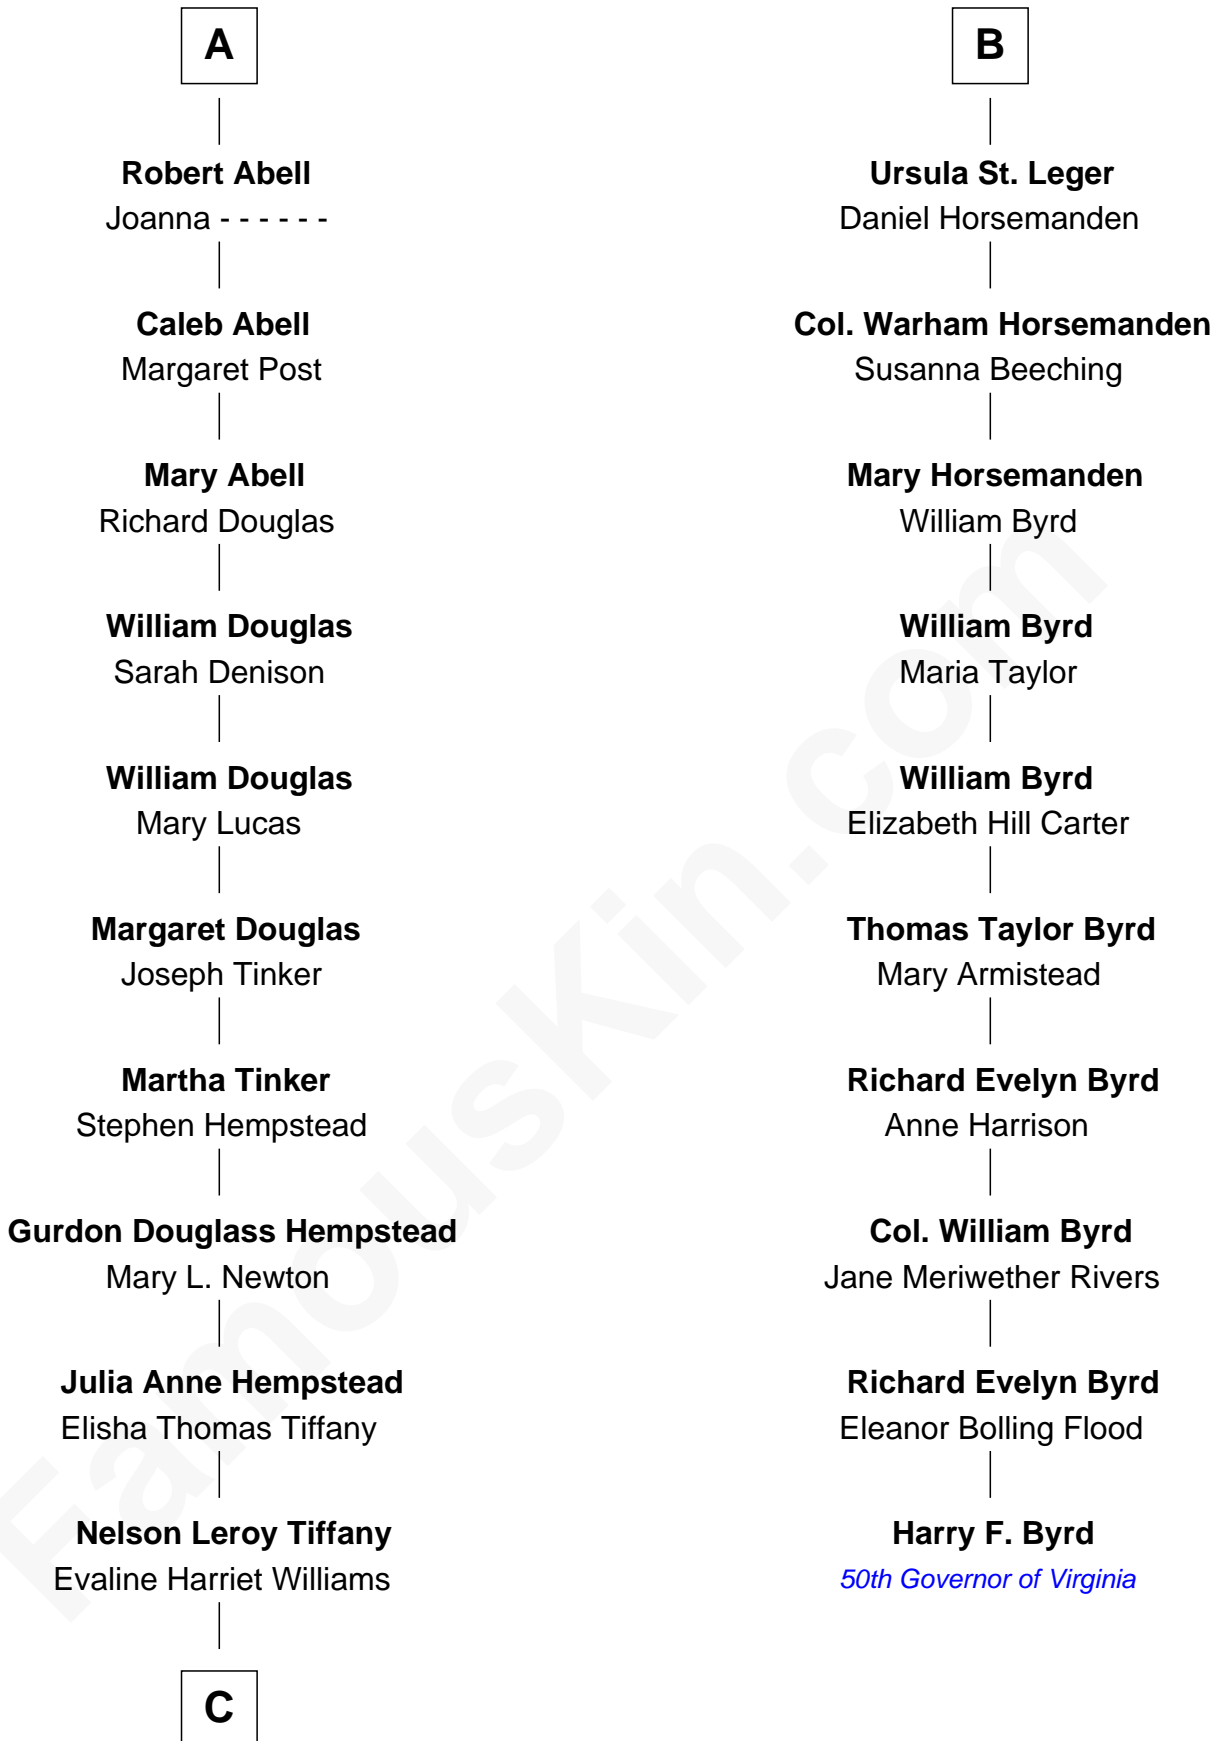 A
Robert Abell
Joanna - - - - - -
Caleb Abell
Margaret Post
Mary Abell
Richard Douglas
William Douglas
Sarah Denison
William Douglas
Mary Lucas
Margaret Douglas
Joseph Tinker
Martha Tinker
Stephen Hempstead
Gurdon Douglass Hempstead
Mary L. Newton
Julia Anne Hempstead
Elisha Thomas Tiffany
Nelson Leroy Tiffany
Evaline Harriet Williams
C
B
Ursula St. Leger
Daniel Horsemanden
Col. Warham Horsemanden
Susanna Beeching
Mary Horsemanden
William Byrd
William Byrd
Maria Taylor
William Byrd
Elizabeth Hill Carter
Thomas Taylor Byrd
Mary Armistead
Richard Evelyn Byrd
Anne Harrison
Col. William Byrd
Jane Meriwether Rivers
Richard Evelyn Byrd
Eleanor Bolling Flood
Harry F. Byrd
50th Governor of Virginia
FamousKin.com